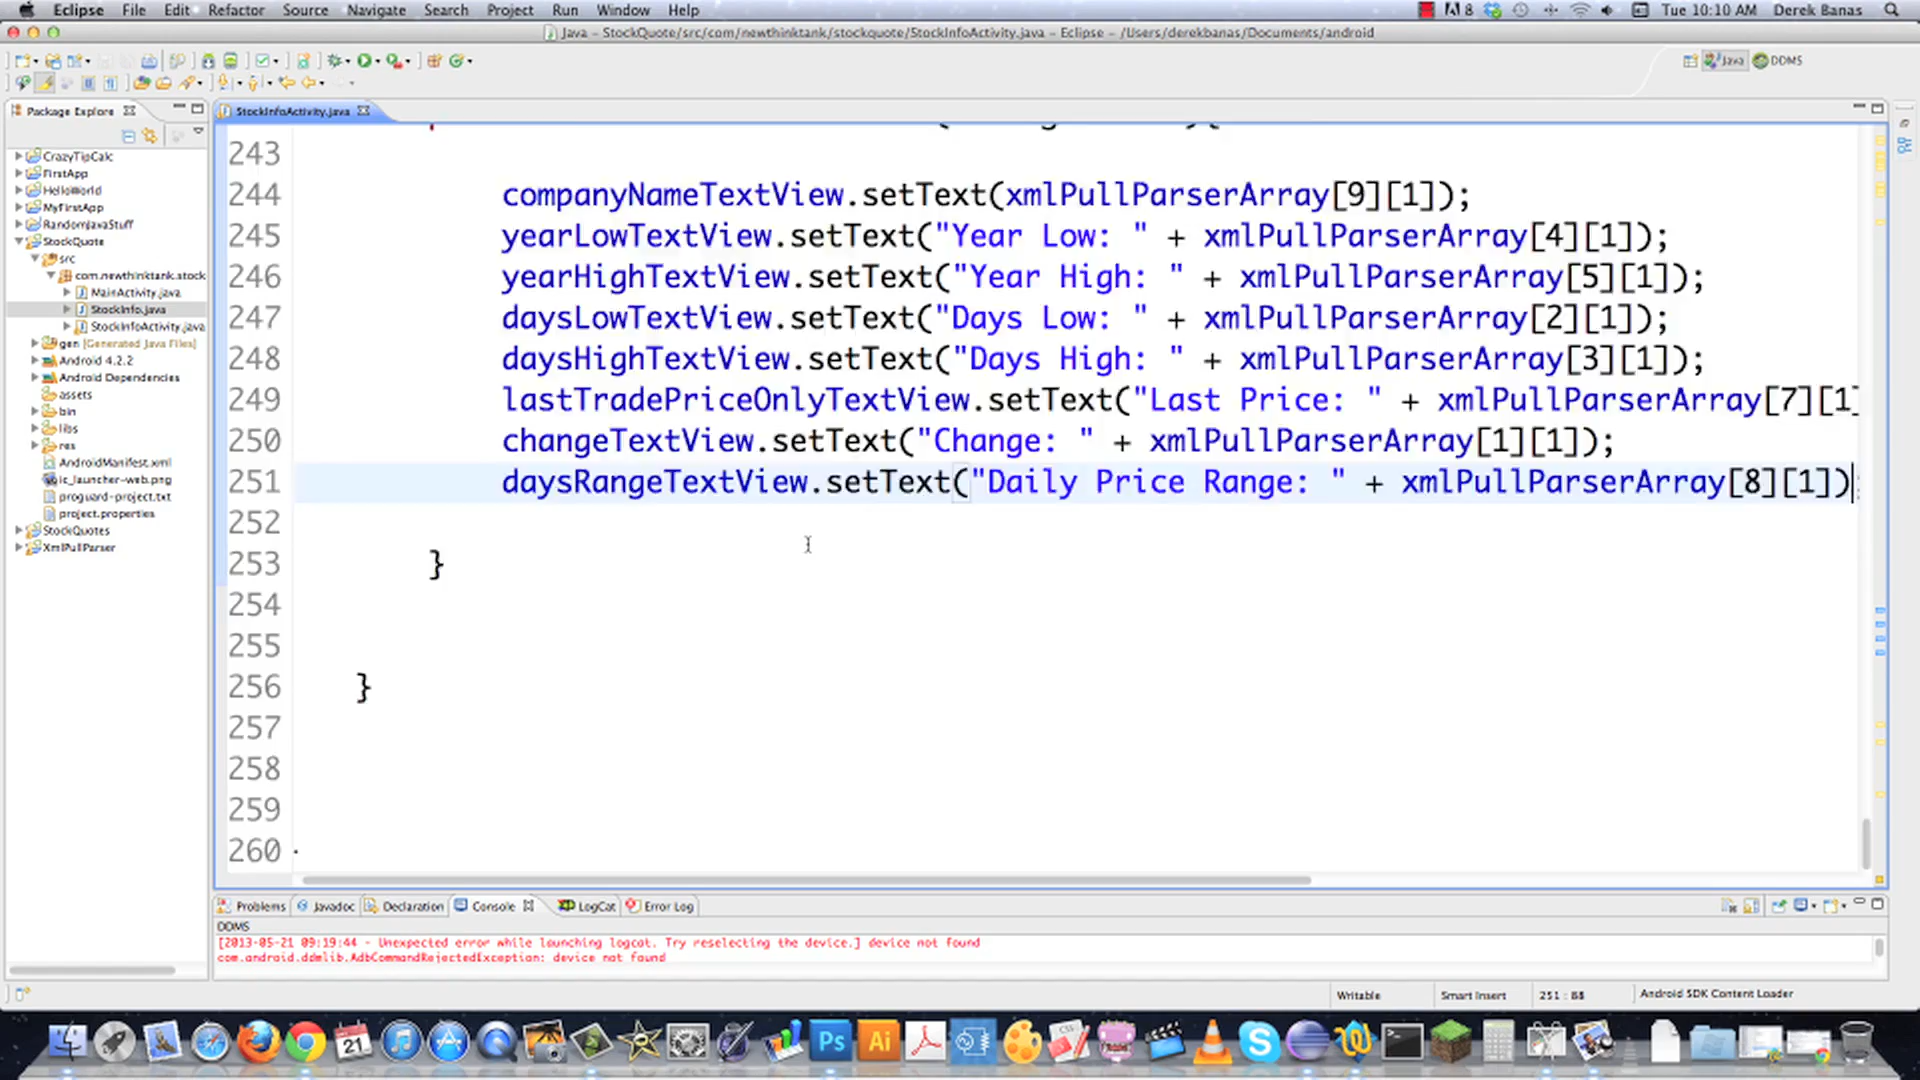 Eclipse File Edit Refactor Source Navigate Search Project Run Window Help 8 Tue 10:10 AM Derek Banas
Java – StockQuote/src/com/newthinktank/stockquote/StockInfoActivity.java – Eclipse – /Users/derekbanas/Documents/android
Java DDMS
Package Explorer
StockInfoActivity.java
CrazyTipCalc
FirstApp
HelloWorld
MyFirstApp
RandomJavaStuff
StockQuote
src
com.newthinktank.stock
MainActivity.java
StockInfo.java
StockInfoActivity.java
gen [Generated Java Files]
Android 4.2.2
Android Dependencies
assets
bin
libs
res
AndroidManifest.xml
ic_launcher-web.png
proguard-project.txt
project.properties
StockQuotes
XmlPullParser
243
244 companyNameTextView.setText(xmlPullParserArray[9][1]);
245 yearLowTextView.setText("Year Low: " + xmlPullParserArray[4][1]);
246 yearHighTextView.setText("Year High: " + xmlPullParserArray[5][1]);
247 daysLowTextView.setText("Days Low: " + xmlPullParserArray[2][1]);
248 daysHighTextView.setText("Days High: " + xmlPullParserArray[3][1]);
249 lastTradePriceOnlyTextView.setText("Last Price: " + xmlPullParserArray[7][1]
250 changeTextView.setText("Change: " + xmlPullParserArray[1][1]);
251 daysRangeTextView.setText("Daily Price Range: " + xmlPullParserArray[8][1])
252
253 }
254
255
256 }
257
258
259
260
Problems Javadoc Declaration Console LogCat Error Log
DDMS
[2013-05-21 09:19:44 - Unexpected error while launching logcat. Try reselecting the device.] device not found
com.android.ddmlib.AdbCommandRejectedException: device not found
Writable Smart Insert 251 : 88 Android SDK Content Loader
21 Ps Ai